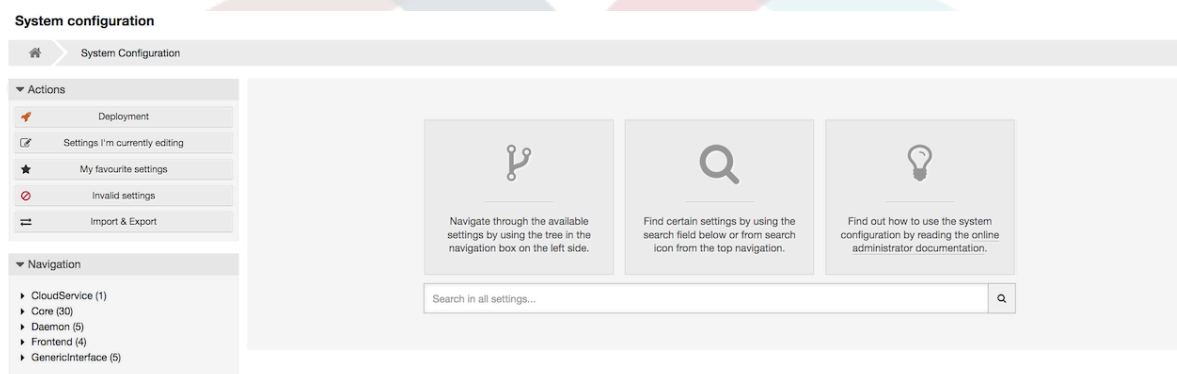 System configuration
System Configuration
Actions
Deployment
Settings I'm currently editing
My favourite settings
Invalid settings
Import & Export
Navigation
CloudService (1)
Core (30)
Daemon (5)
Frontend (4)
GenericInterface (5)
Navigate through the available
settings by using the tree in the
navigation box on the left side.
Find certain settings by using the
search field below or from search
icon from the top navigation.
Find out how to use the system
configuration by reading the online
administrator documentation.
Search in all settings...